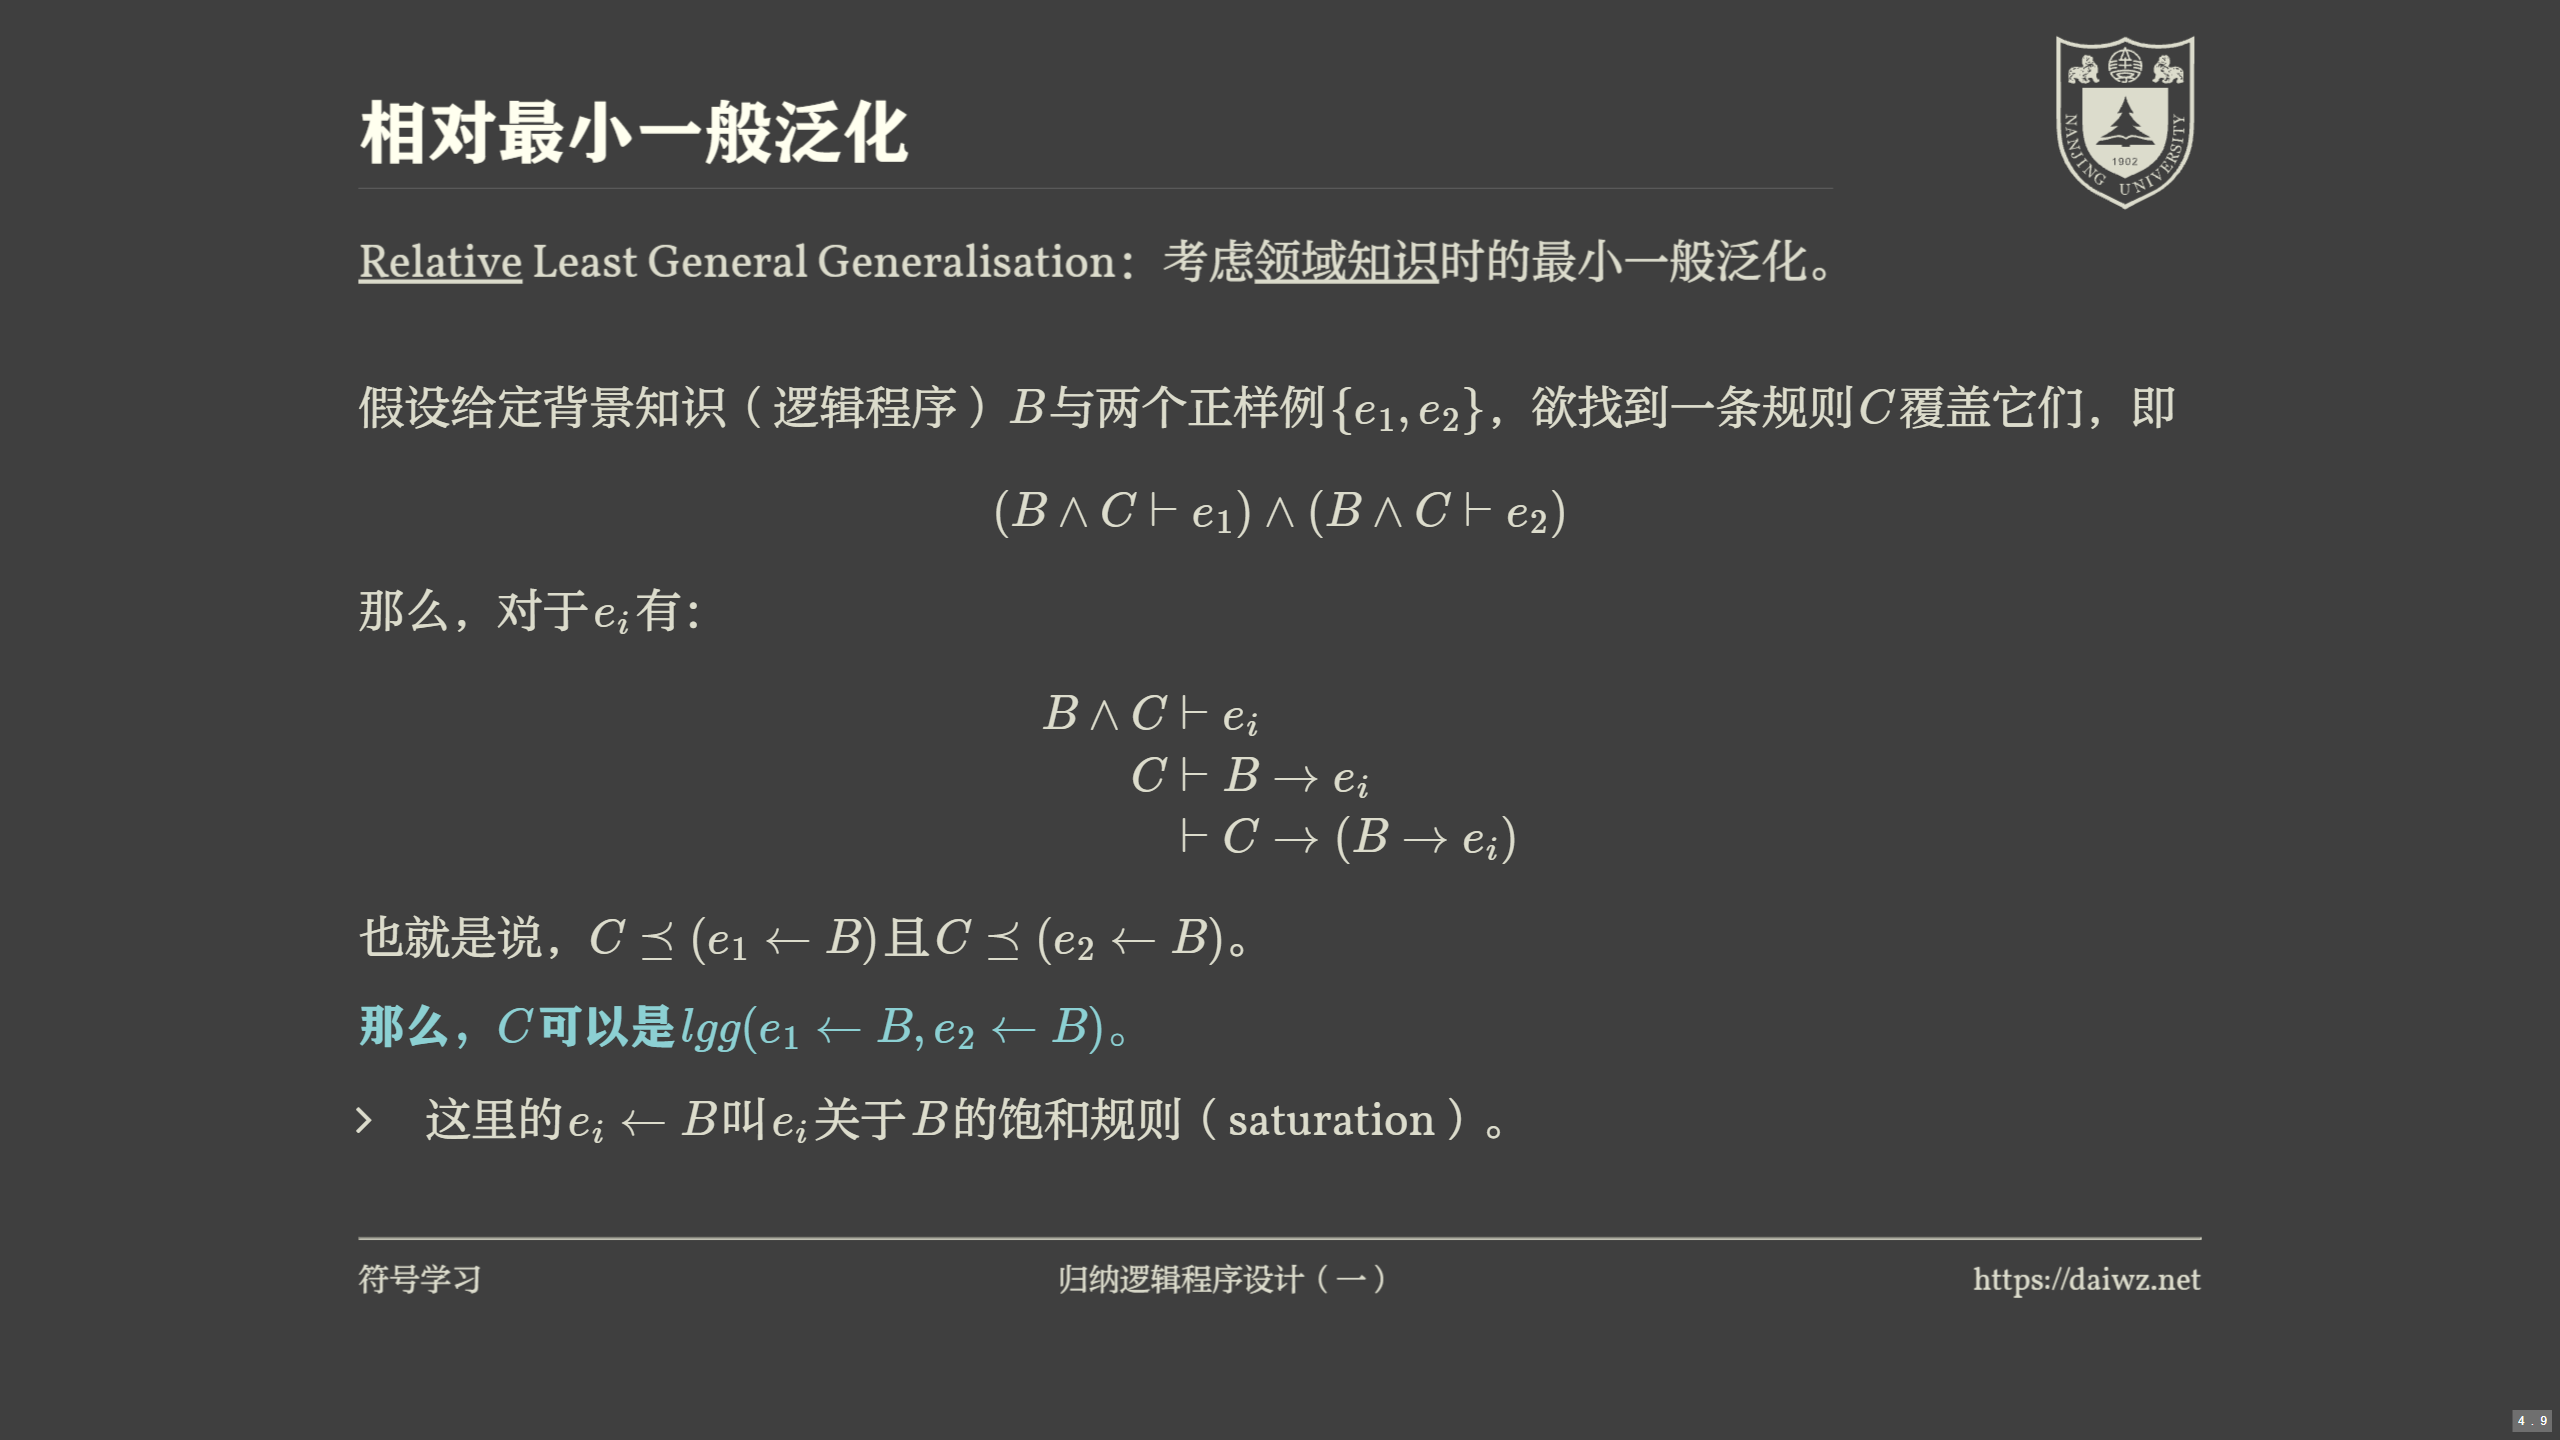 相对最小一般泛化
NANJING UNIVERSITY
1902
Relative Least General Generalisation：考虑领域知识时的最小一般泛化。
假设给定背景知识（逻辑程序）B与两个正样例{e₁, e₂}，欲找到一条规则C覆盖它们，即
(B ∧ C ⊢ e₁) ∧ (B ∧ C ⊢ e₂)
那么，对于eᵢ有：
B ∧ C ⊢ eᵢ
C ⊢ B → eᵢ
⊢ C → (B → eᵢ)
也就是说，C ⪯ (e₁ ← B)且C ⪯ (e₂ ← B)。
那么，C可以是lgg(e₁ ← B, e₂ ← B)。
这里的eᵢ ← B叫eᵢ关于B的饱和规则（saturation）。
符号学习
归纳逻辑程序设计（一）
https://daiwz.net
4 . 9